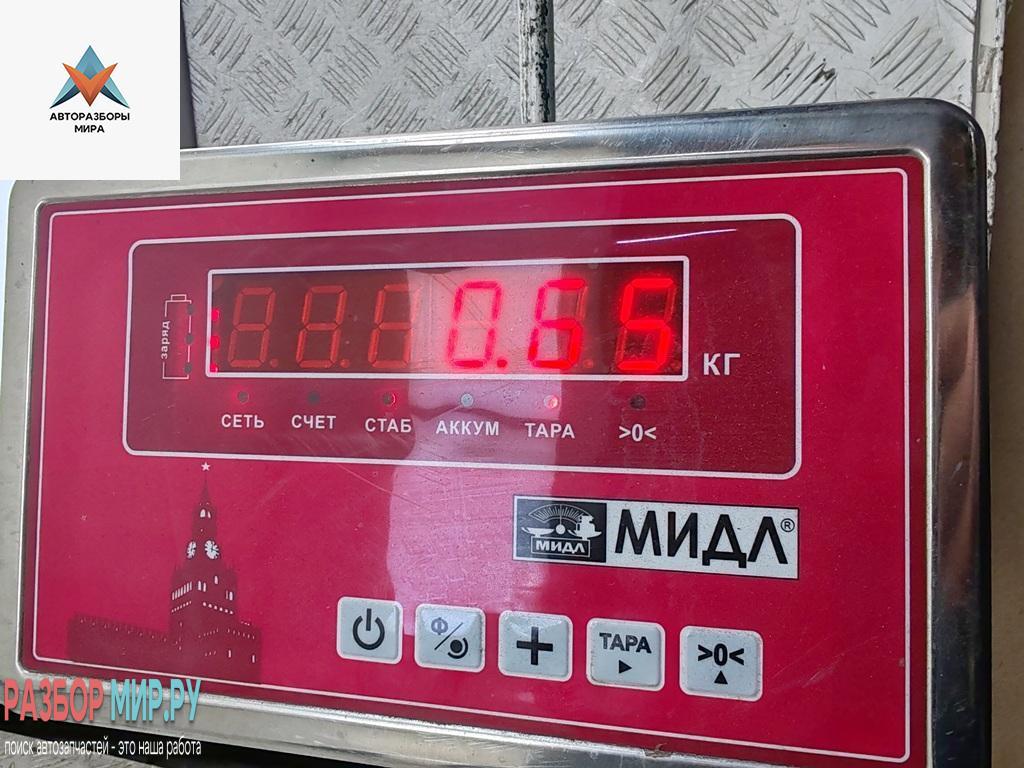 АВТОРАЗБОРЫ
МИРА
заряд
0.65
КГ
СЕТЬ СЧЕТ СТАБ АККУМ ТАРА >0<
МИДЛ
МИДЛ®
Ф
ТАРА
>0<
РАЗБОР МИР.РУ
поиск автозапчастей - это наша работа